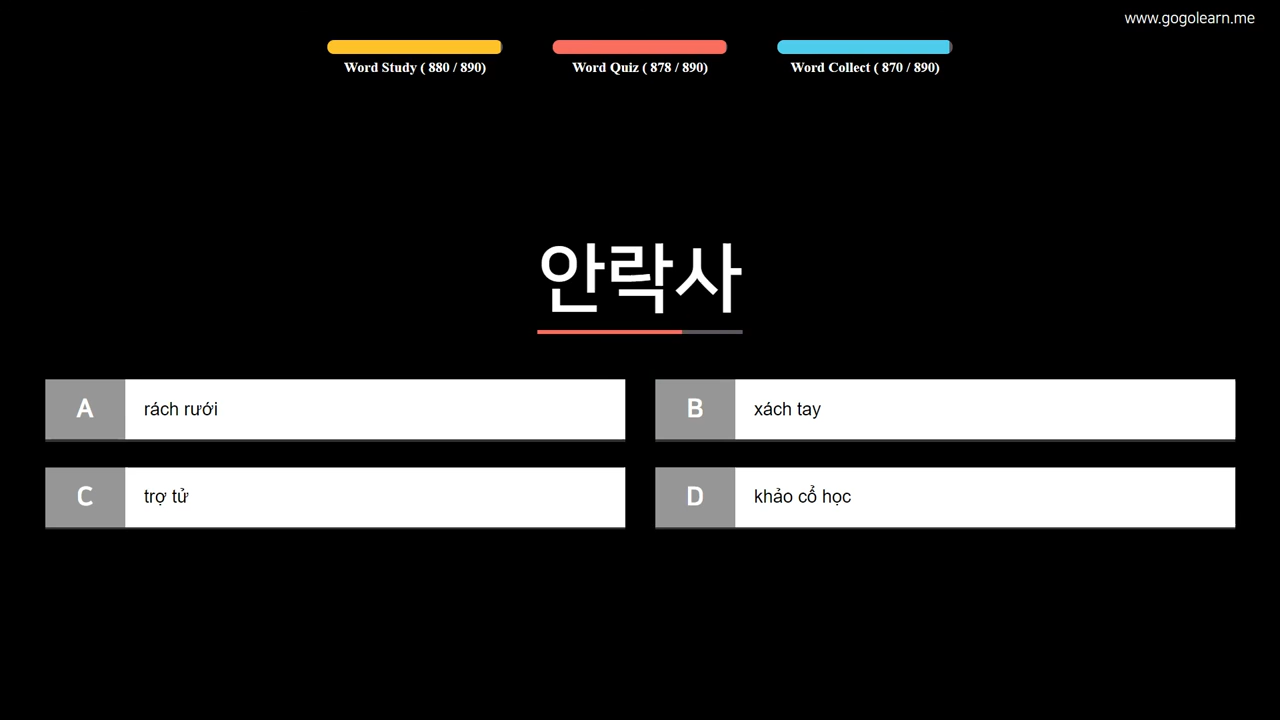 www.gogolearn.me
Word Study ( 880 / 890)
Word Quiz ( 878 / 890)
Word Collect ( 870 / 890)
안락사
A rách rưới
B xách tay
C trợ tử
D khảo cổ học